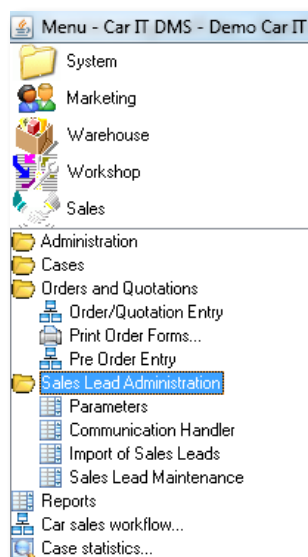 Menu - Car IT DMS - Demo Car IT
System
Marketing
Warehouse
Workshop
Sales
Administration
Cases
Orders and Quotations
Order/Quotation Entry
Print Order Forms...
Pre Order Entry
Sales Lead Administration
Parameters
Communication Handler
Import of Sales Leads
Sales Lead Maintenance
Reports
Car sales workflow...
Case statistics...